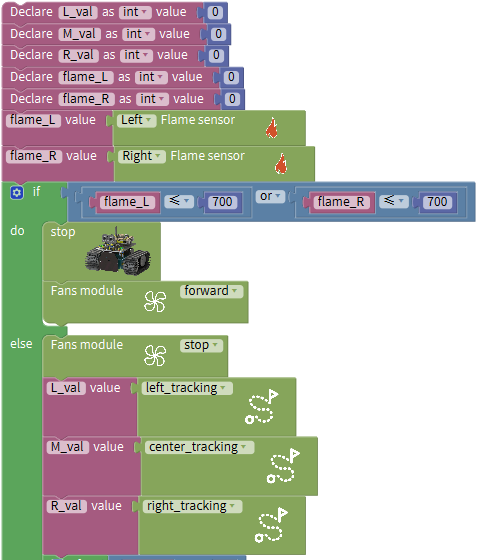 Declare L_val as int value 0
Declare M_val as int value 0
Declare R_val as int value 0
Declare flame_L as int value 0
Declare flame_R as int value 0
flame_L value Left Flame sensor
flame_R value Right Flame sensor
if flame_L ≤ 700 or flame_R ≤ 700
do stop
Fans module forward
else Fans module stop
L_val value left_tracking
M_val value center_tracking
R_val value right_tracking